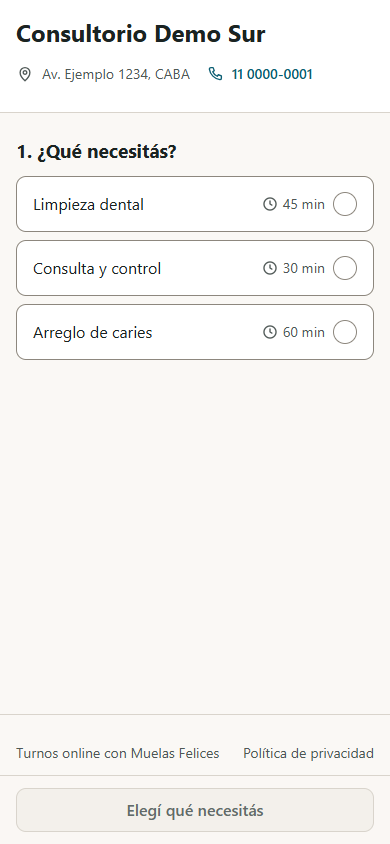 Consultorio Demo Sur
Av. Ejemplo 1234, CABA 11 0000-0001
1. ¿Qué necesitás?
Limpieza dental 45 min
Consulta y control 30 min
Arreglo de caries 60 min
Turnos online con Muelas Felices Política de privacidad
Elegí qué necesitás